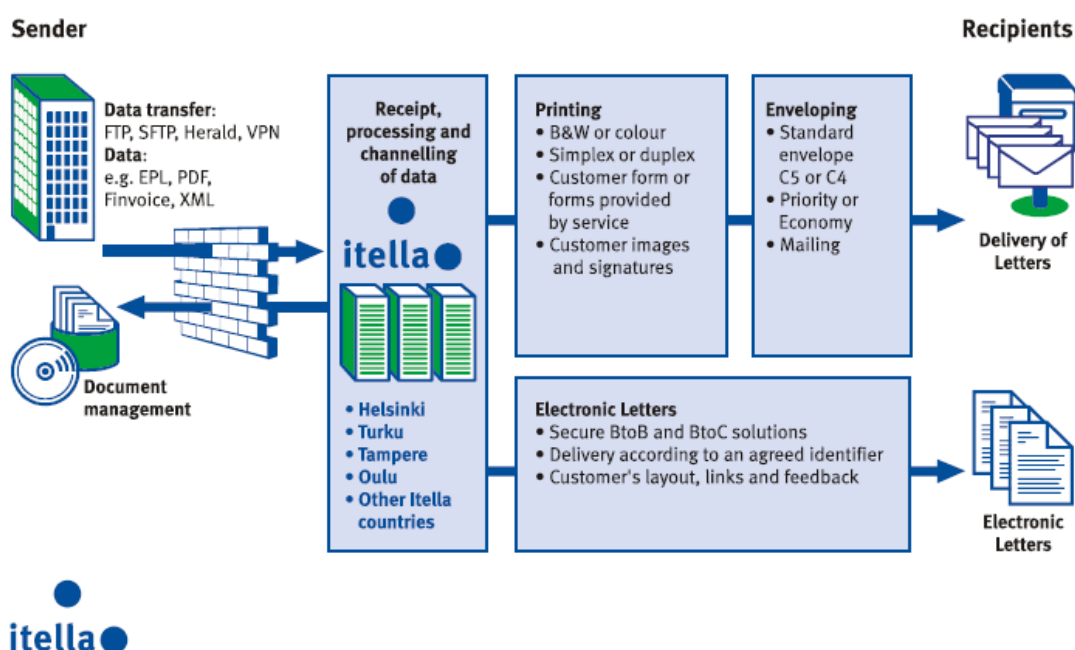 Sender
Recipients
Data transfer:
FTP, SFTP, Herald, VPN
Data:
e.g. EPL, PDF,
Finvoice, XML
Document
management
Receipt,
processing and
channelling
of data
itella
• Helsinki
• Turku
• Tampere
• Oulu
• Other Itella
countries
Printing
• B&W or colour
• Simplex or duplex
• Customer form or
forms provided
by service
• Customer images
and signatures
Enveloping
• Standard
envelope
C5 or C4
• Priority or
Economy
• Mailing
Delivery of
Letters
Electronic Letters
• Secure BtoB and BtoC solutions
• Delivery according to an agreed identifier
• Customer's layout, links and feedback
Electronic
Letters
itella